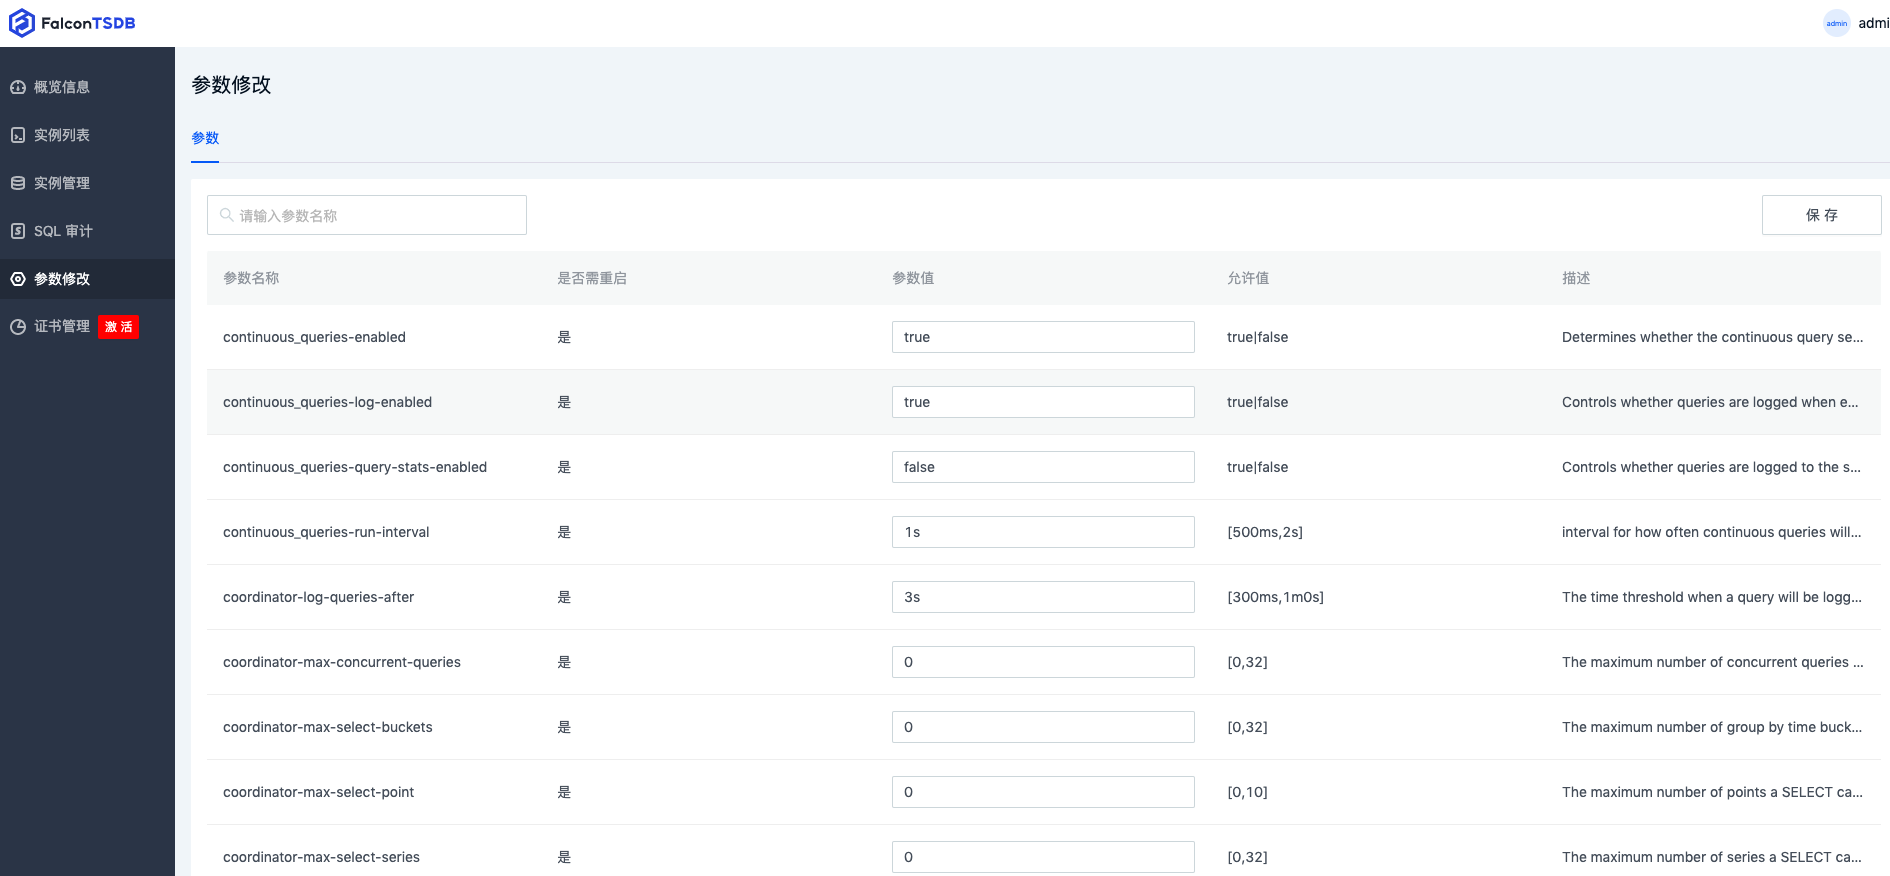 FalconTSDB
admin
admi
概览信息
实例列表
实例管理
SQL 审计
参数修改
证书管理 激活
参数修改
参数
请输入参数名称
保 存
参数名称 是否需重启 参数值 允许值 描述
continuous_queries-enabled 是 true true|false Determines whether the continuous query se...
continuous_queries-log-enabled 是 true true|false Controls whether queries are logged when e...
continuous_queries-query-stats-enabled 是 false true|false Controls whether queries are logged to the s...
continuous_queries-run-interval 是 1s [500ms,2s] interval for how often continuous queries will...
coordinator-log-queries-after 是 3s [300ms,1m0s] The time threshold when a query will be logg...
coordinator-max-concurrent-queries 是 0 [0,32] The maximum number of concurrent queries ...
coordinator-max-select-buckets 是 0 [0,32] The maximum number of group by time buck...
coordinator-max-select-point 是 0 [0,10] The maximum number of points a SELECT ca...
coordinator-max-select-series 是 0 [0,32] The maximum number of series a SELECT ca...